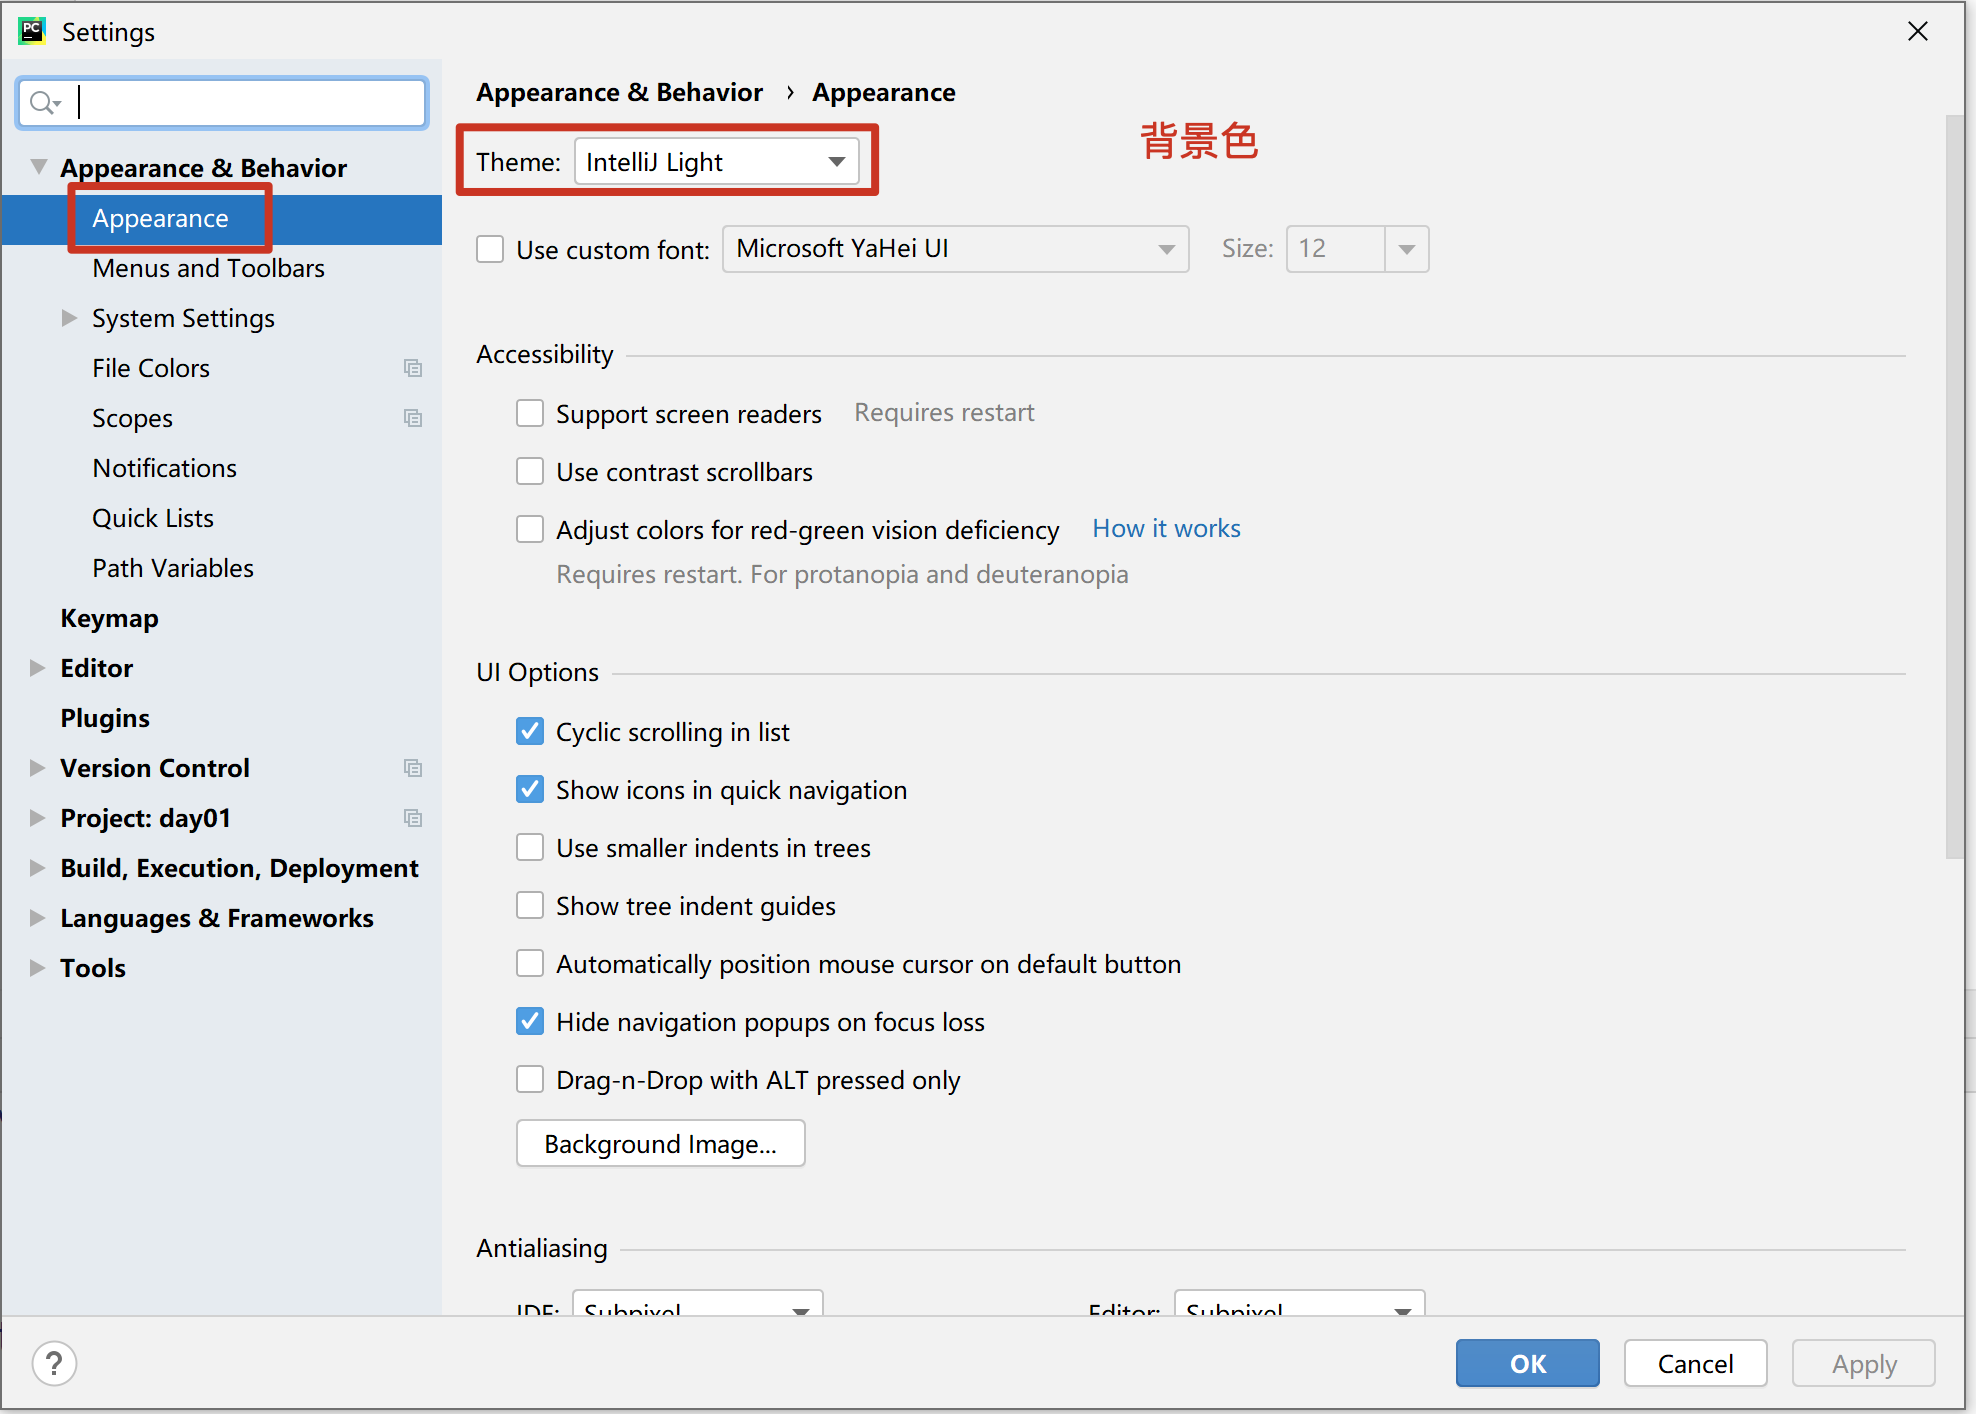 PC
Settings
Appearance & Behavior
Appearance
Menus and Toolbars
System Settings
File Colors
Scopes
Notifications
Quick Lists
Path Variables
Keymap
Editor
Plugins
Version Control
Project: day01
Build, Execution, Deployment
Languages & Frameworks
Tools
Appearance & Behavior › Appearance
Theme: IntelliJ Light
背景色
Use custom font: Microsoft YaHei UI Size: 12
Accessibility
Support screen readers Requires restart
Use contrast scrollbars
Adjust colors for red-green vision deficiency How it works
Requires restart. For protanopia and deuteranopia
UI Options
Cyclic scrolling in list
Show icons in quick navigation
Use smaller indents in trees
Show tree indent guides
Automatically position mouse cursor on default button
Hide navigation popups on focus loss
Drag-n-Drop with ALT pressed only
Background Image...
Antialiasing
IDE: Subpixel Editor: Subpixel
?
OK Cancel Apply